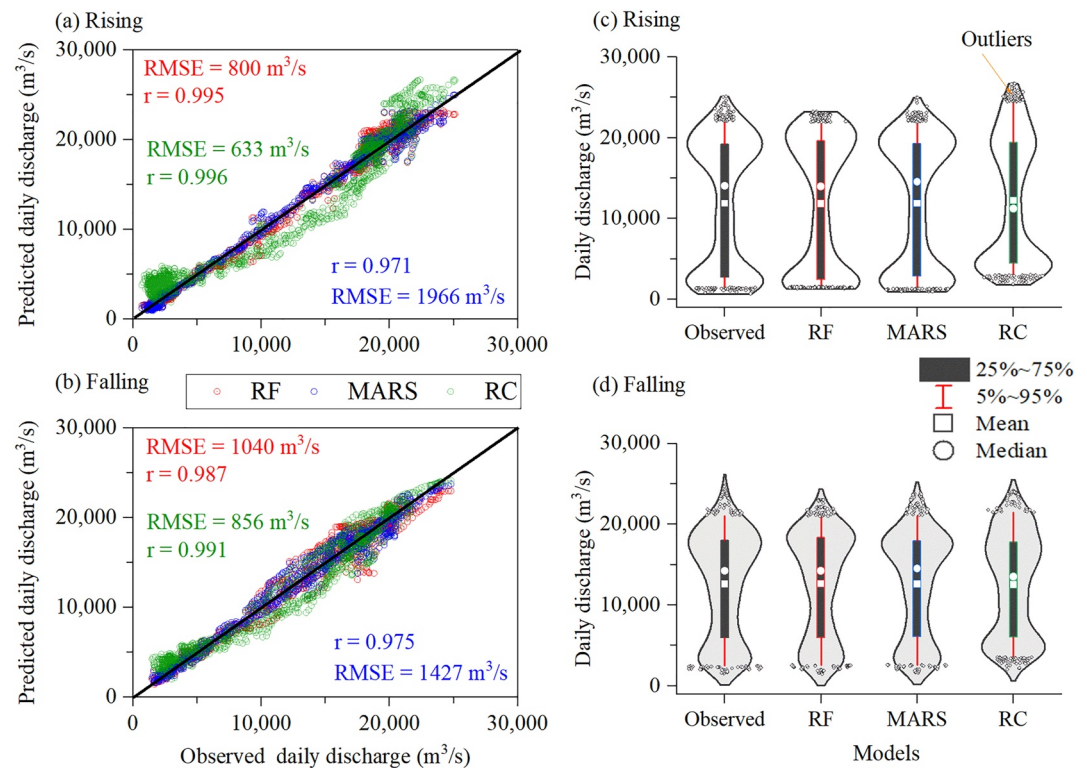 (a) Rising
Predicted daily discharge (m³/s)
30,000
20,000
10,000
0
RMSE = 800 m³/s
r = 0.995
RMSE = 633 m³/s
r = 0.996
r = 0.971
RMSE = 1966 m³/s
0 10,000 20,000 30,000
(b) Falling
RF MARS RC
Predicted daily discharge (m³/s)
30,000
20,000
10,000
0
RMSE = 1040 m³/s
r = 0.987
RMSE = 856 m³/s
r = 0.991
r = 0.975
RMSE = 1427 m³/s
0 10,000 20,000 30,000
Observed daily discharge (m³/s)
(c) Rising
Outliers
Daily discharge (m³/s)
30,000
20,000
10,000
0
Observed RF MARS RC
25%~75%
5%~95%
Mean
Median
(d) Falling
Daily discharge (m³/s)
30,000
20,000
10,000
0
Observed RF MARS RC
Models